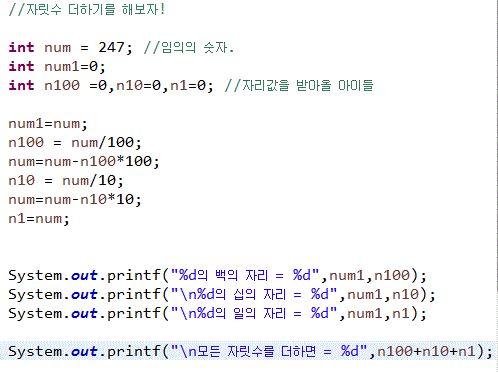 //자릿수 더하기를 해보자!
int num = 247; //임의의 숫자.
int num1=0;
int n100 =0,n10=0,n1=0; //자리값을 받아올 아이들
num1=num;
n100 = num/100;
num=num-n100*100;
n10 = num/10;
num=num-n10*10;
n1=num;
System.out.printf("%d의 백의 자리 = %d",num1,n100);
System.out.printf("\n%d의 십의 자리 = %d",num1,n10);
System.out.printf("\n%d의 일의 자리 = %d",num1,n1);
System.out.printf("\n모든 자릿수를 더하면 = %d",n100+n10+n1);